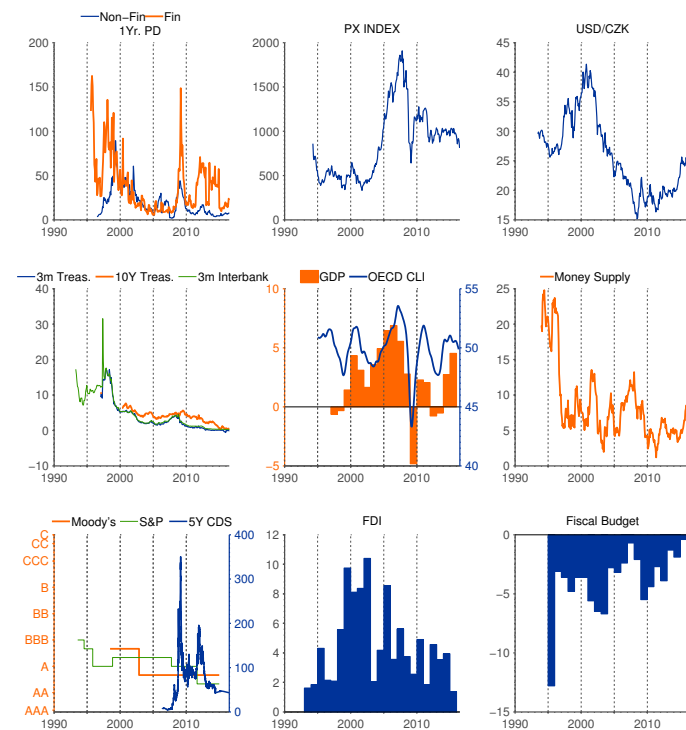 Non-Fin Fin
1Yr. PD
200
150
100
50
0
1990 2000 2010
PX INDEX
2000
1500
1000
500
0
1990 2000 2010
USD/CZK
45
40
35
30
25
20
15
1990 2000 2010
3m Treas. 10Y Treas. 3m Interbank
40
30
20
10
0
−10
1990 2000 2010
GDP OECD CLI
10 55
5 50
0 45
−5 40
1990 2000 2010
Money Supply
25
20
15
10
5
0
1990 2000 2010
Moody's S&P 5Y CDS
C 400
CC
CCC
300
B
BB
200
BBB
A 100
AA
AAA 0
1990 2000 2010
FDI
12
10
8
6
4
2
0
1990 2000 2010
Fiscal Budget
0
−5
−10
−15
1990 2000 2010